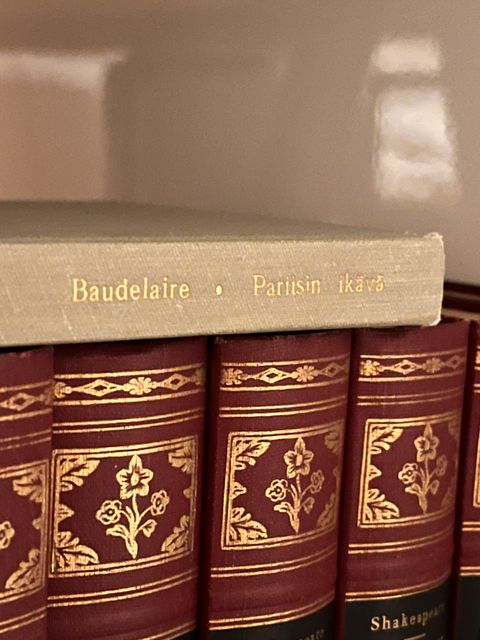 Baudelaire • Pariisin ikävä
Shakespeare